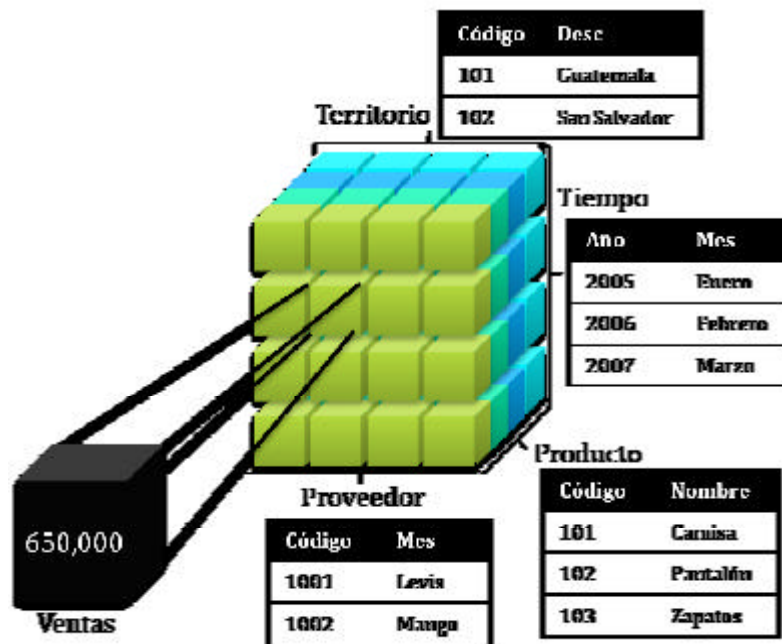 Código Desc
101 Guatemala
102 San Salvador
Territorio
Tiempo
Ano Mes
2005 Enero
2006 Febrero
2007 Marzo
Producto
Código Nombre
101 Camisa
102 Pantalón
103 Zapatos
Proveedor
Código Mes
1001 Levis
1002 Mango
650,000
Ventas